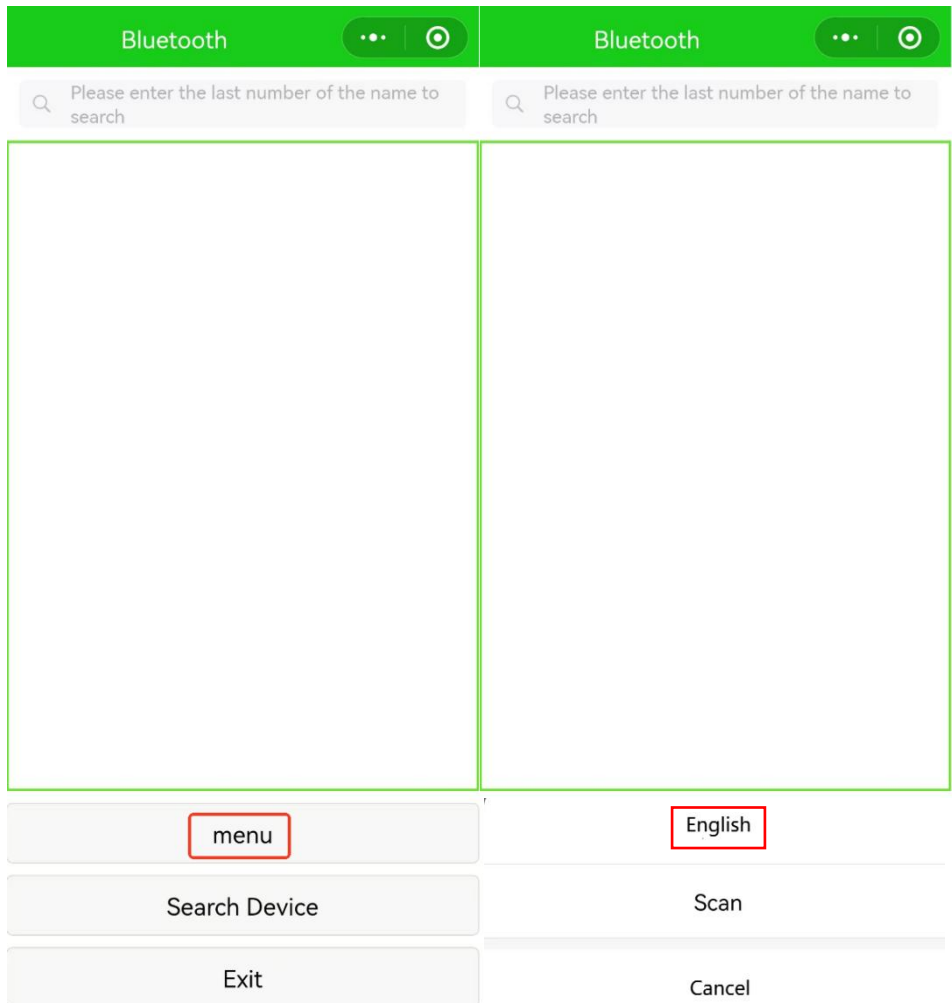 Bluetooth
Please enter the last number of the name to
search
menu
Search Device
Exit
Bluetooth
Please enter the last number of the name to
search
English
Scan
Cancel